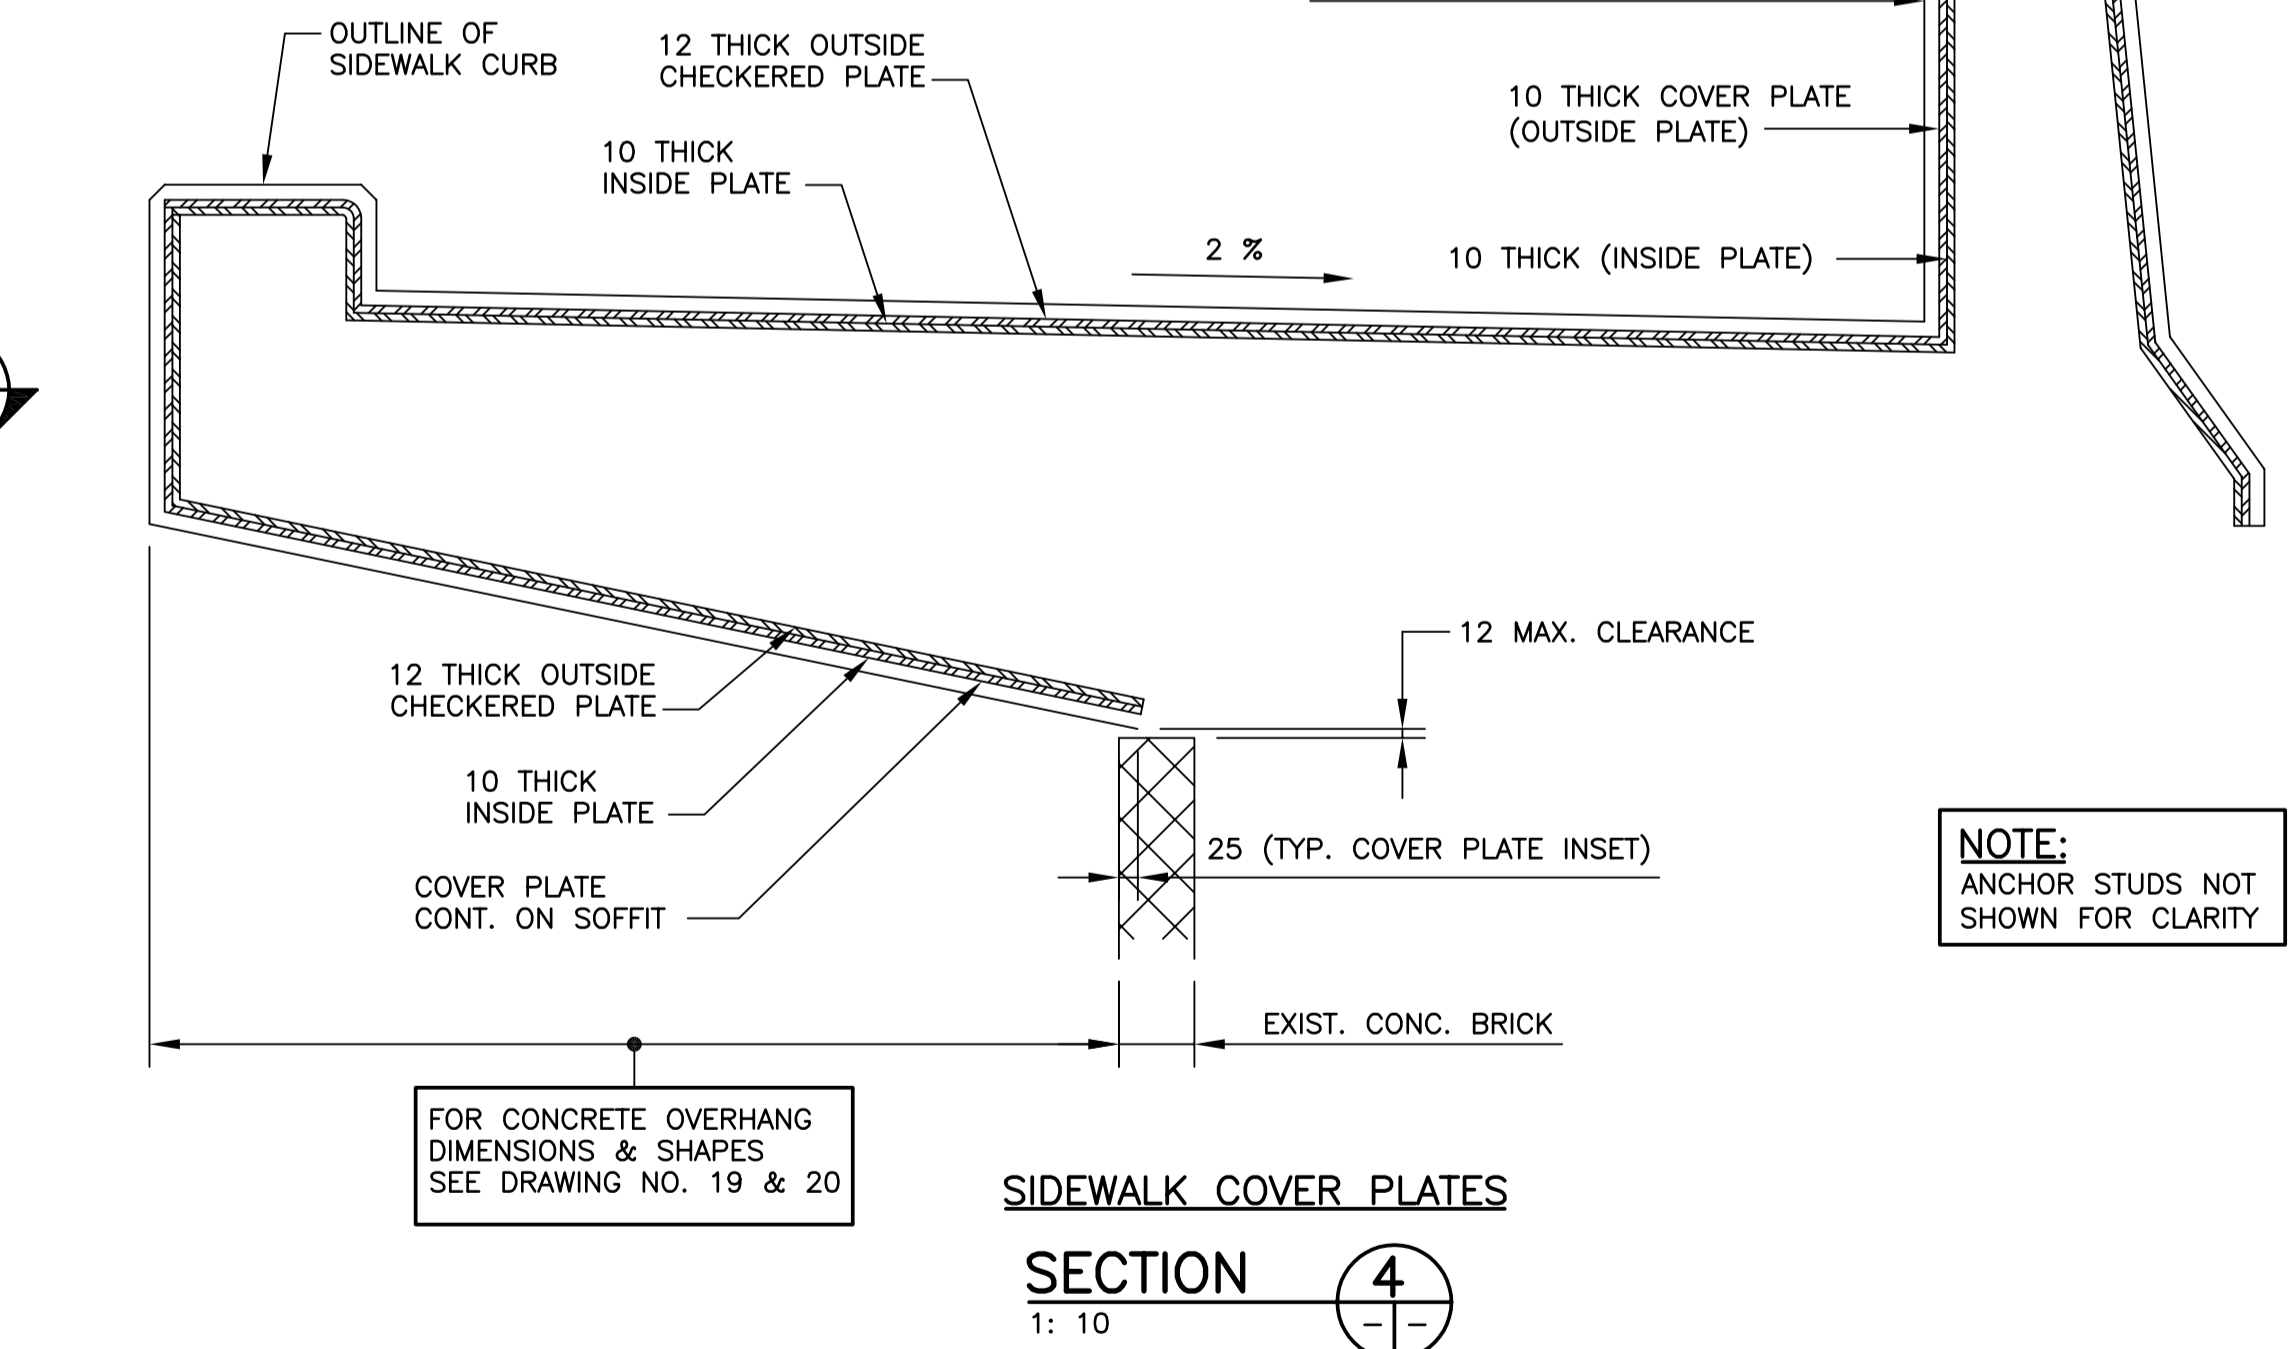 OUTLINE OF
SIDEWALK CURB
12 THICK OUTSIDE
CHECKERED PLATE
10 THICK
INSIDE PLATE
10 THICK COVER PLATE
(OUTSIDE PLATE)
2 %
10 THICK (INSIDE PLATE)
12 MAX. CLEARANCE
12 THICK OUTSIDE
CHECKERED PLATE
10 THICK
INSIDE PLATE
COVER PLATE
CONT. ON SOFFIT
25 (TYP. COVER PLATE INSET)
NOTE:
ANCHOR STUDS NOT
SHOWN FOR CLARITY
EXIST. CONC. BRICK
FOR CONCRETE OVERHANG
DIMENSIONS & SHAPES
SEE DRAWING NO. 19 & 20
SIDEWALK COVER PLATES
SECTION 4
1: 10
- -